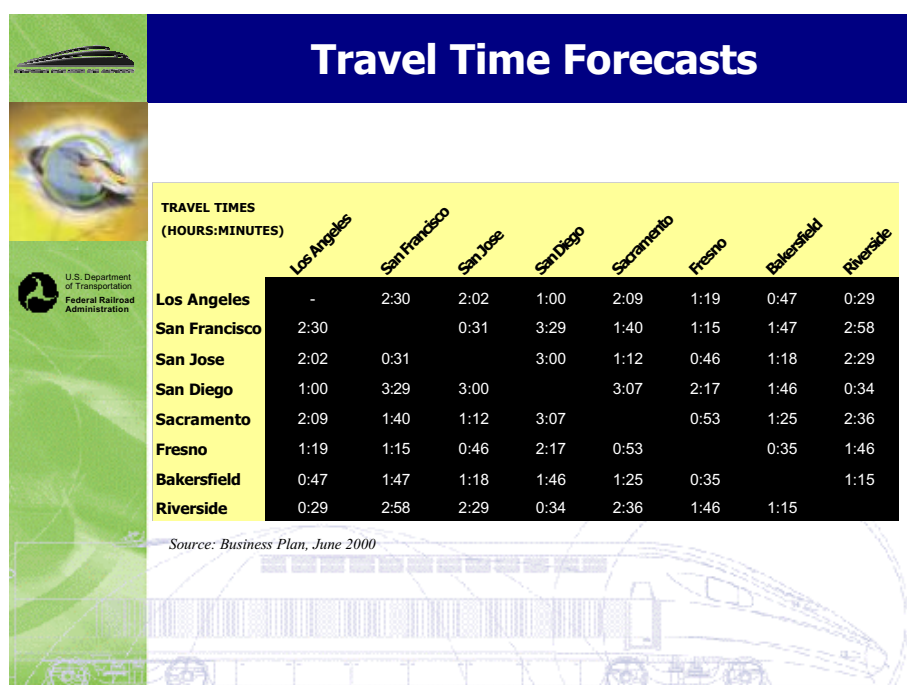 Travel Time Forecasts
U.S. Department
of Transportation
Federal Railroad
Administration
TRAVEL TIMES
(HOURS:MINUTES)
Los Angeles San Francisco San Jose San Diego Sacramento Fresno Bakersfield Riverside
Los Angeles - 2:30 2:02 1:00 2:09 1:19 0:47 0:29
San Francisco 2:30 0:31 3:29 1:40 1:15 1:47 2:58
San Jose 2:02 0:31 3:00 1:12 0:46 1:18 2:29
San Diego 1:00 3:29 3:00 3:07 2:17 1:46 0:34
Sacramento 2:09 1:40 1:12 3:07 0:53 1:25 2:36
Fresno 1:19 1:15 0:46 2:17 0:53 0:35 1:46
Bakersfield 0:47 1:47 1:18 1:46 1:25 0:35 1:15
Riverside 0:29 2:58 2:29 0:34 2:36 1:46 1:15
Source: Business Plan, June 2000